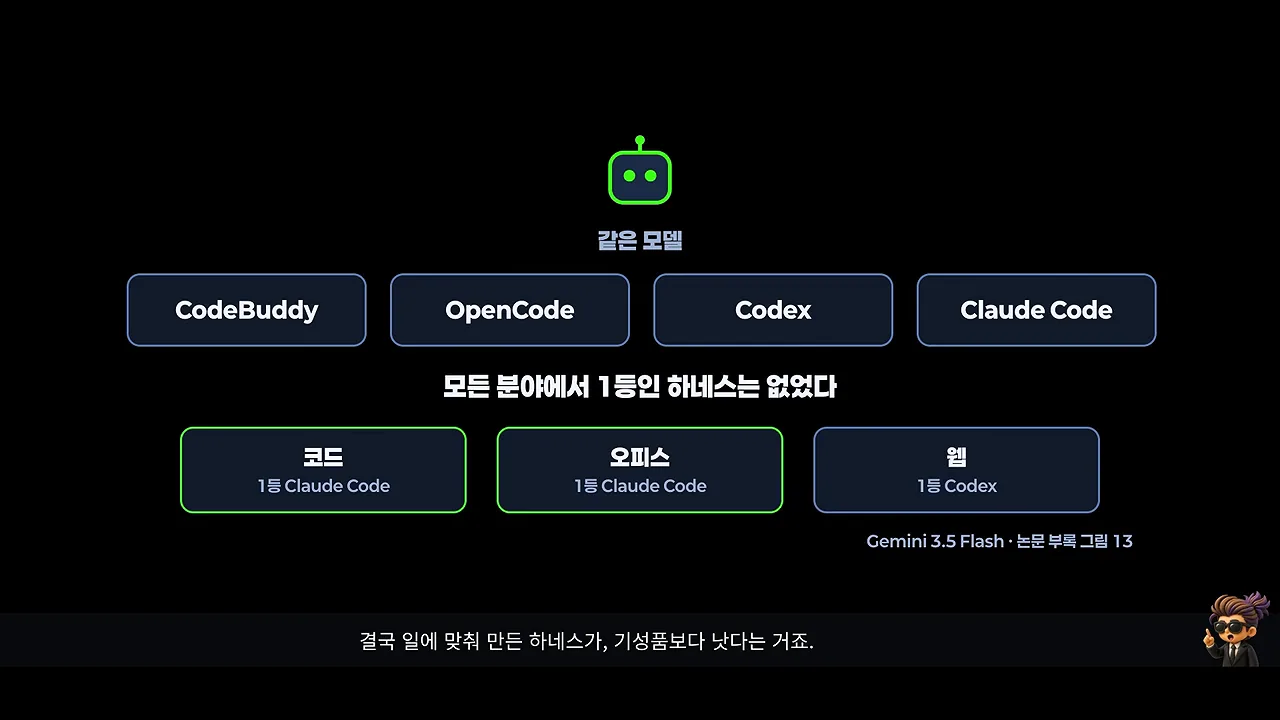 같은 모델
CodeBuddy
OpenCode
Codex
Claude Code
모든 분야에서 1등인 하네스는 없었다
코드
1등 Claude Code
오피스
1등 Claude Code
웹
1등 Codex
Gemini 3.5 Flash · 논문 부록 그림 13
결국 일에 맞춰 만든 하네스가, 기성품보다 낫다는 거죠.